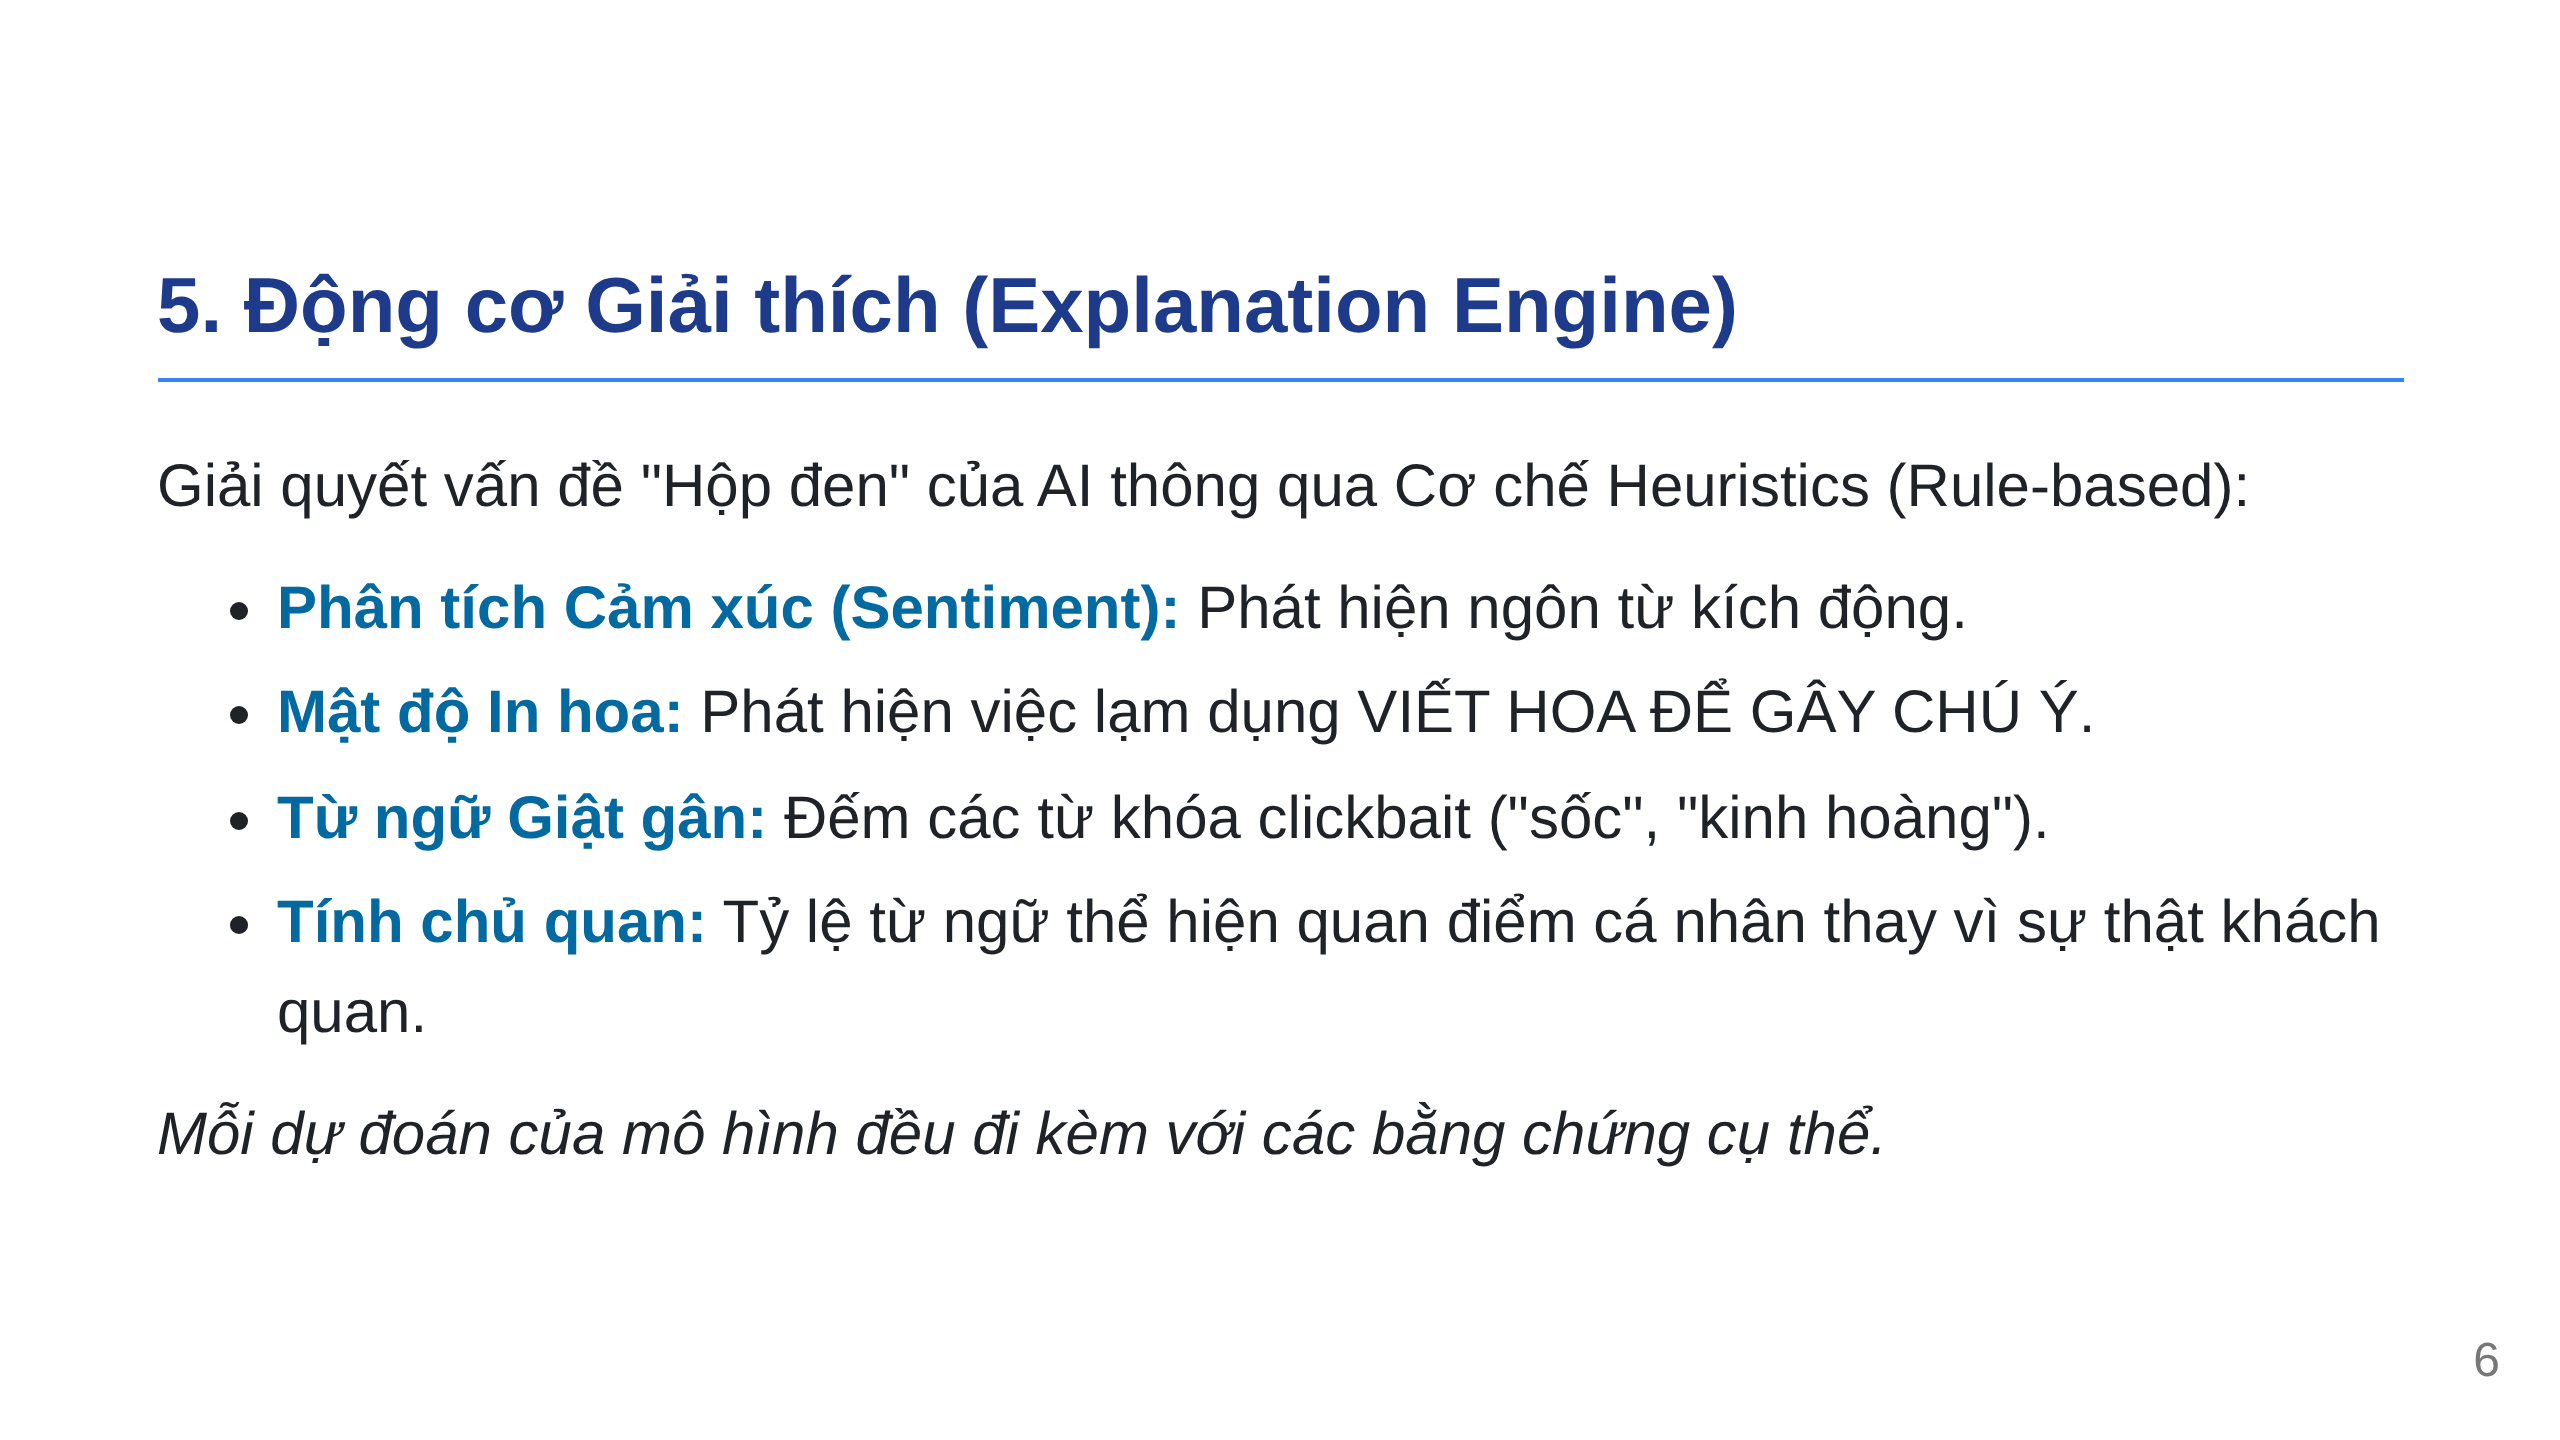 5. Động cơ Giải thích (Explanation Engine)
Giải quyết vấn đề "Hộp đen" của AI thông qua Cơ chế Heuristics (Rule-based):
• Phân tích Cảm xúc (Sentiment): Phát hiện ngôn từ kích động.
• Mật độ In hoa: Phát hiện việc lạm dụng VIẾT HOA ĐỂ GÂY CHÚ Ý.
• Từ ngữ Giật gân: Đếm các từ khóa clickbait ("sốc", "kinh hoàng").
• Tính chủ quan: Tỷ lệ từ ngữ thể hiện quan điểm cá nhân thay vì sự thật khách
quan.
Mỗi dự đoán của mô hình đều đi kèm với các bằng chứng cụ thể.
6